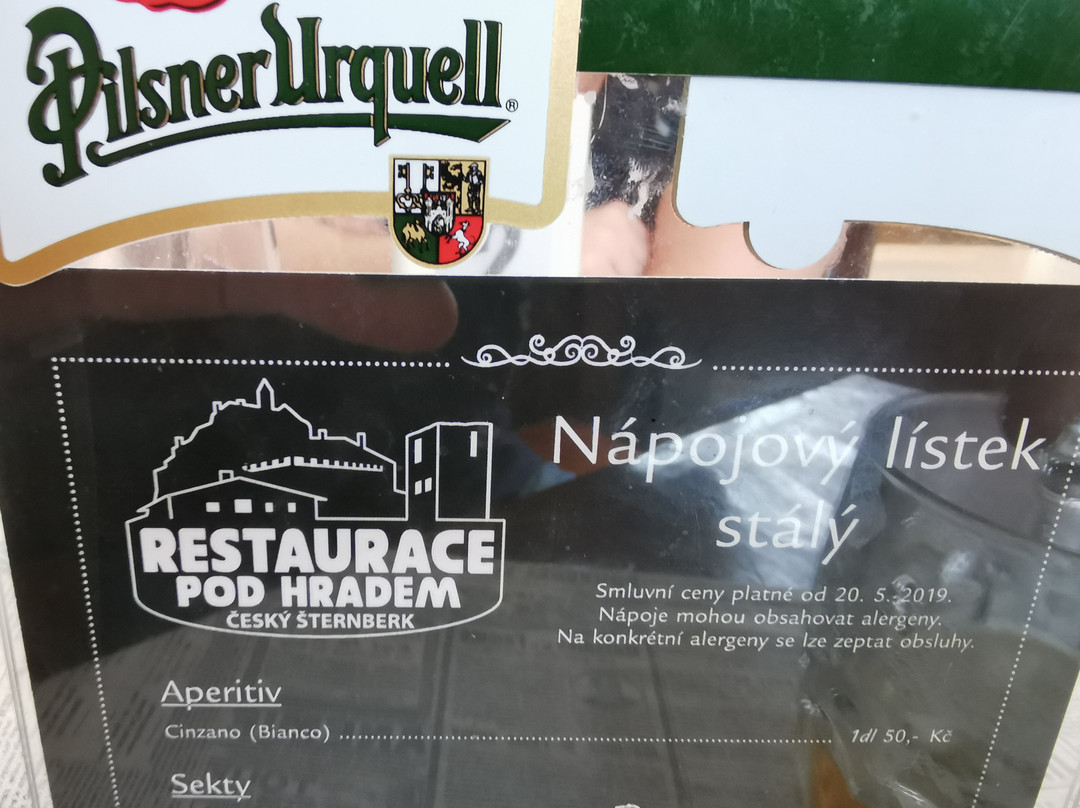 Pilsner Urquell®
Nápojový lístek
stálý
RESTAURACE
POD HRADEM
ČESKÝ ŠTERNBERK
Smluvní ceny platné od 20. 5. 2019.
Nápoje mohou obsahovat alergeny.
Na konkrétní alergeny se lze zeptat obsluhy.
Aperitiv
Cinzano (Bianco) ........................................ 1dl 50,- Kč
Sekty